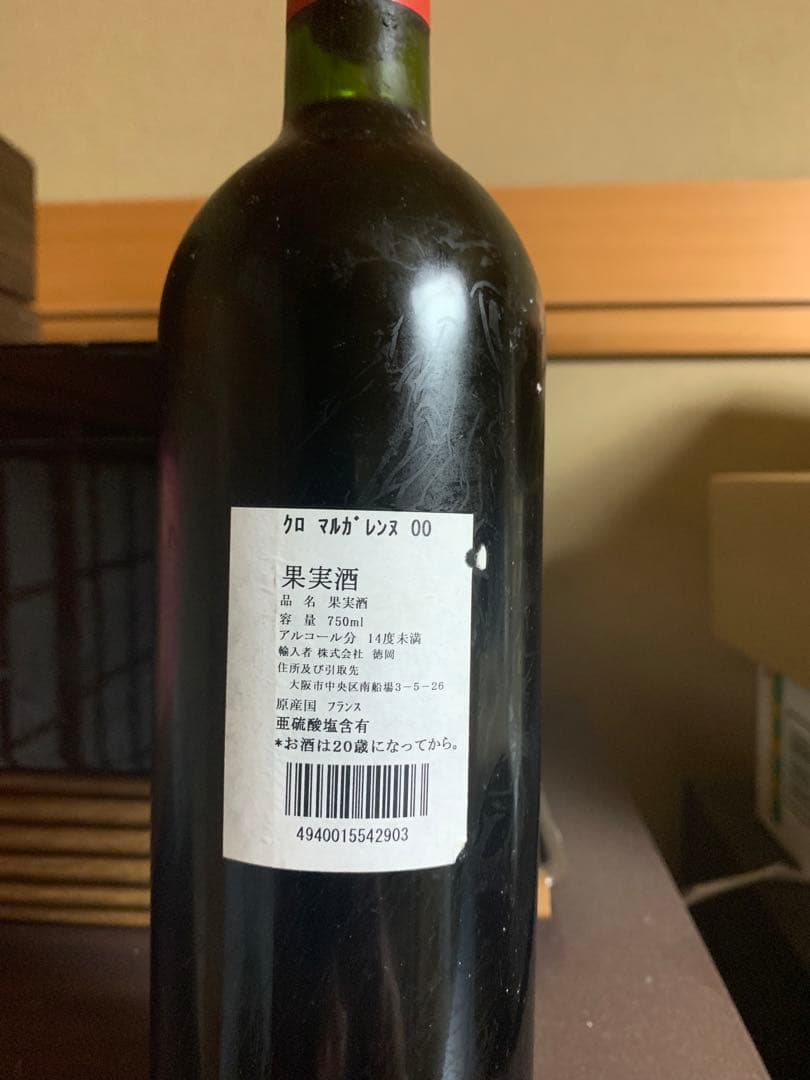 ｸﾛ ﾏﾙｶﾞﾚﾝﾇ 00
果実酒
品 名 果実酒
容 量 750ml
アルコール分 14度未満
輸入者 株式会社 徳岡
住所及び引取先
大阪市中央区南船場3－5－26
原産国 フランス
亜硫酸塩含有
*お酒は20歳になってから。
4940015542903